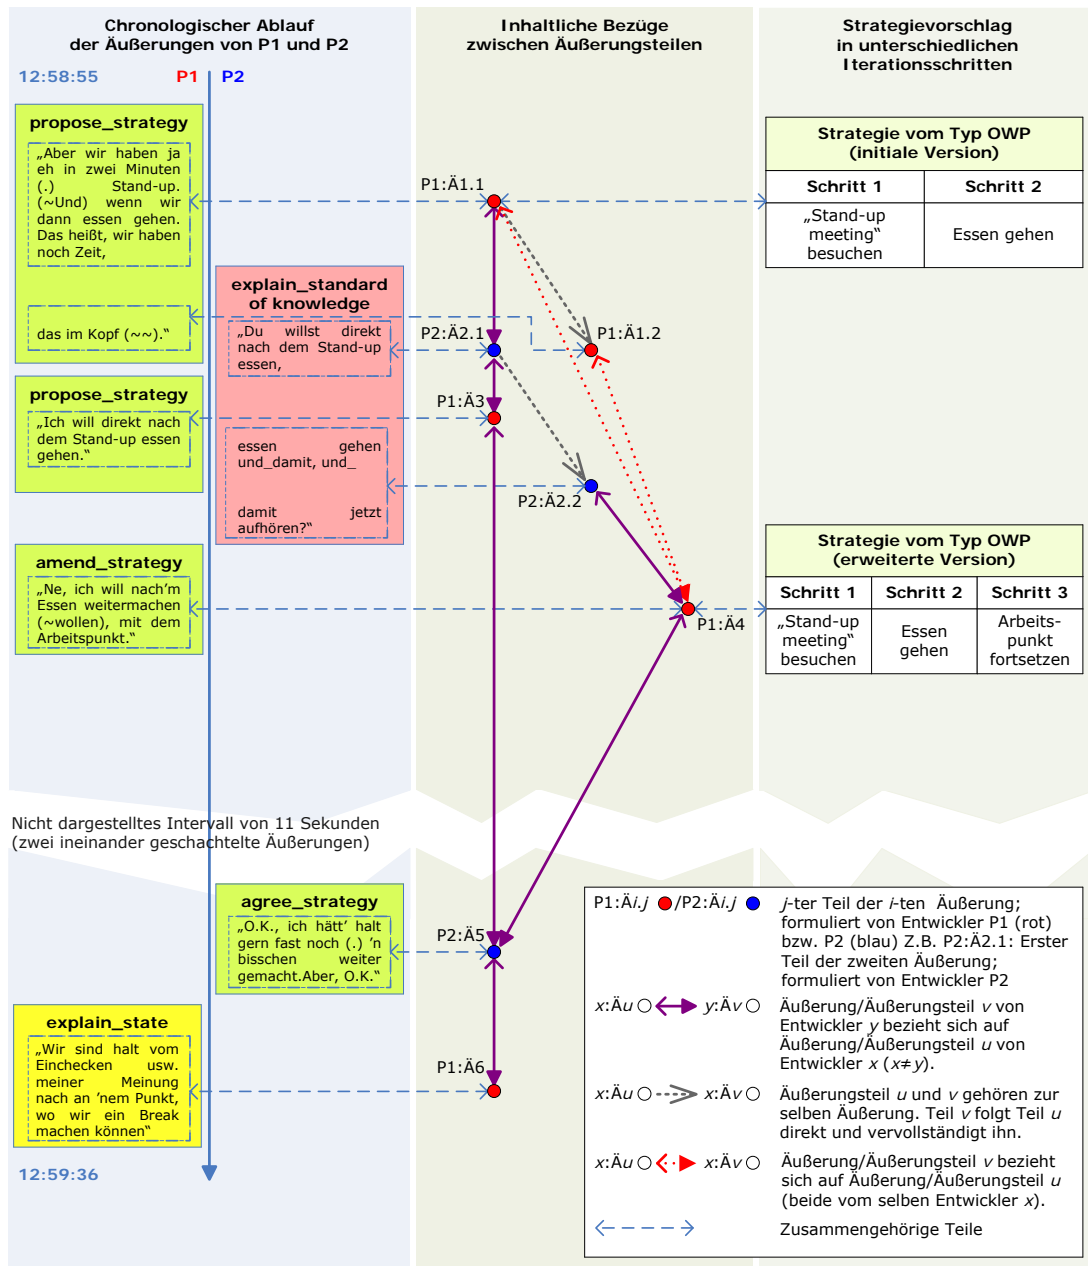 Chronologischer Ablauf
der Äußerungen von P1 und P2
Inhaltliche Bezüge
zwischen Äußerungsteilen
Strategievorschlag
in unterschiedlichen
Iterationsschritten
12:58:55
P1
P2
propose_strategy
„Aber wir haben ja
eh in zwei Minuten
(.) Stand-up.
(~Und) wenn wir
dann essen gehen.
Das heißt, wir haben
noch Zeit,
das im Kopf (~~).“
explain_standard
of knowledge
„Du willst direkt
nach dem Stand-up
essen,
essen gehen
und_damit, und_
damit jetzt
aufhören?“
propose_strategy
„Ich will direkt nach
dem Stand-up essen
gehen.“
amend_strategy
„Ne, ich will nach'm
Essen weitermachen
(~wollen), mit dem
Arbeitspunkt.“
P1:Ä1.1
P2:Ä2.1
P1:Ä1.2
P1:Ä3
P2:Ä2.2
P1:Ä4
Strategie vom Typ OWP
(initiale Version)
Schritt 1
Schritt 2
„Stand-up
meeting“
besuchen
Essen gehen
Strategie vom Typ OWP
(erweiterte Version)
Schritt 1
Schritt 2
Schritt 3
„Stand-up
meeting“
besuchen
Essen
gehen
Arbeits-
punkt
fortsetzen
Nicht dargestelltes Intervall von 11 Sekunden
(zwei ineinander geschachtelte Äußerungen)
agree_strategy
„O.K., ich hätt' halt
gern fast noch (.) 'n
bisschen weiter
gemacht.Aber, O.K.“
P2:Ä5
explain_state
„Wir sind halt vom
Einchecken usw.
meiner Meinung
nach an 'nem Punkt,
wo wir ein Break
machen können“
P1:Ä6
12:59:36
P1:Äi.j /P2:Äi.j
j-ter Teil der i-ten Äußerung;
formuliert von Entwickler P1 (rot)
bzw. P2 (blau) Z.B. P2:Ä2.1: Erster
Teil der zweiten Äußerung;
formuliert von Entwickler P2
x:Äu y:Äv
Äußerung/Äußerungsteil v von
Entwickler y bezieht sich auf
Äußerung/Äußerungsteil u von
Entwickler x (x≠y).
x:Äu x:Äv
Äußerungsteil u und v gehören zur
selben Äußerung. Teil v folgt Teil u
direkt und vervollständigt ihn.
x:Äu x:Äv
Äußerung/Äußerungsteil v bezieht
sich auf Äußerung/Äußerungsteil u
(beide vom selben Entwickler x).
Zusammengehörige Teile